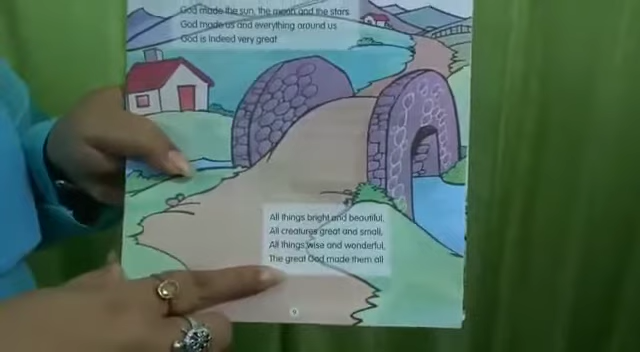 God made the sun, the moon and the stars
God made us and everything around us
God is indeed very great
All things bright and beautiful,
All creatures great and small,
All things wise and wonderful,
The great God made them all